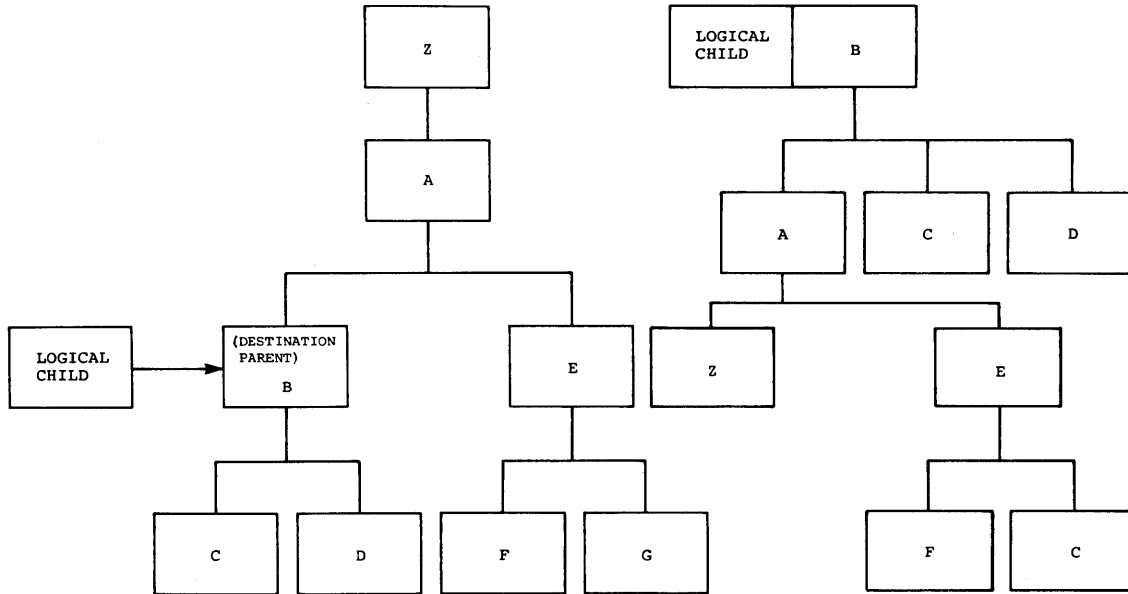 Z
LOGICAL
CHILD
B
A
A
C
D
LOGICAL
CHILD
(DESTINATION
PARENT)
B
E
Z
E
C
D
F
G
F
C